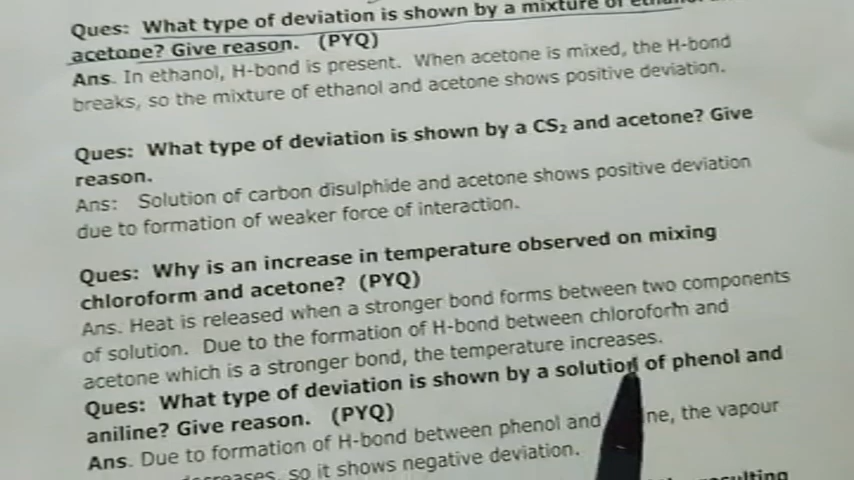 Ques: What type of deviation is shown by a mixture of
acetone? Give reason. (PYQ)
Ans. In ethanol, H-bond is present. When acetone is mixed, the H-bond
breaks, so the mixture of ethanol and acetone shows positive deviation.
Ques: What type of deviation is shown by a CS₂ and acetone? Give
reason.
Ans: Solution of carbon disulphide and acetone shows positive deviation
due to formation of weaker force of interaction.
Ques: Why is an increase in temperature observed on mixing
chloroform and acetone? (PYQ)
Ans. Heat is released when a stronger bond forms between two components
of solution. Due to the formation of H-bond between chloroform and
acetone which is a stronger bond, the temperature increases.
Ques: What type of deviation is shown by a solution of phenol and
aniline? Give reason. (PYQ)
Ans. Due to formation of H-bond between phenol and the vapour
so it shows negative deviation.